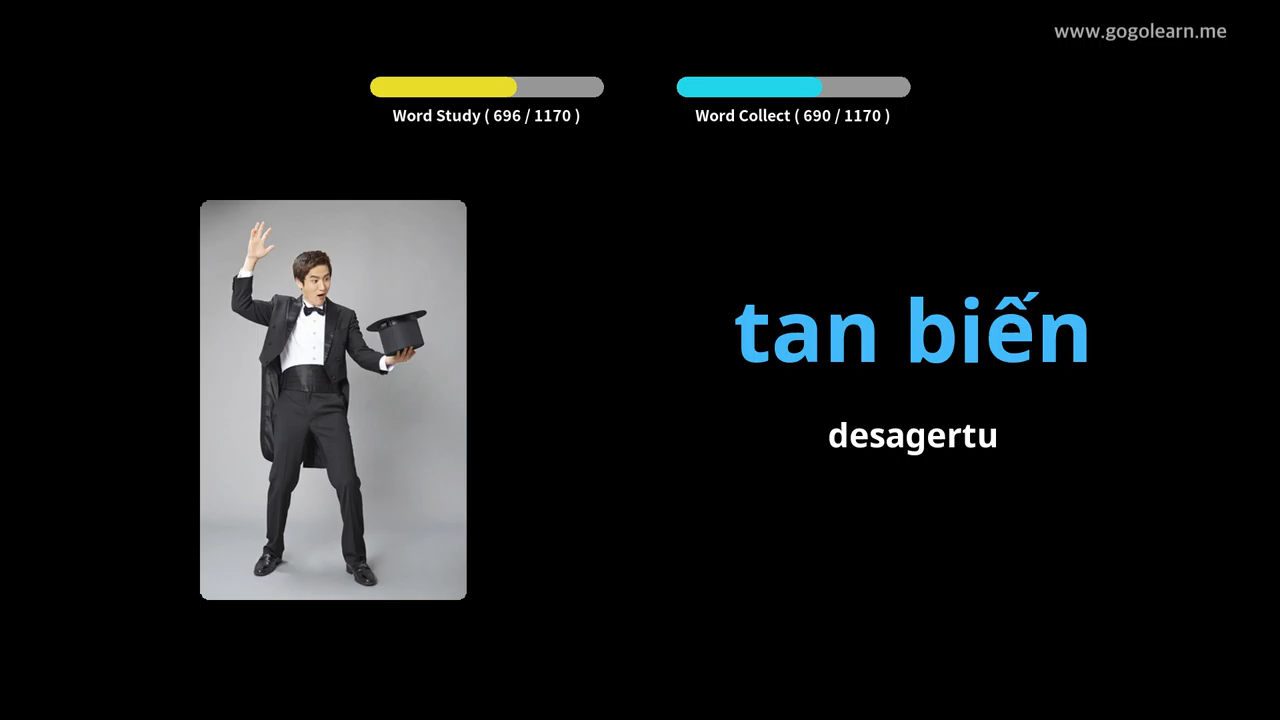 www.gogolearn.me
Word Study ( 696 / 1170 )
Word Collect ( 690 / 1170 )
tan biến
desagertu